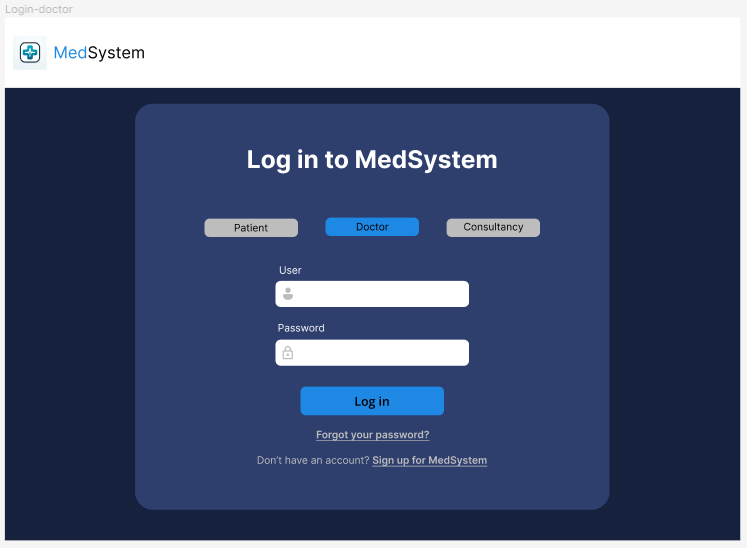 Login-doctor
MedSystem
Log in to MedSystem
Patient
Doctor
Consultancy
User
Password
Log in
Forgot your password?
Don't have an account? Sign up for MedSystem